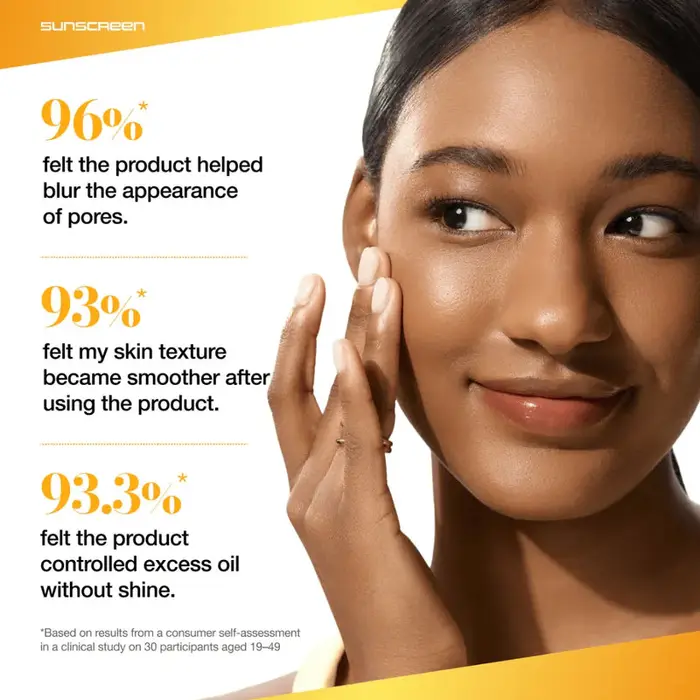 SUNSCREEN
96%*
felt the product helped
blur the appearance
of pores.
93%*
felt my skin texture
became smoother after
using the product.
93.3%*
felt the product
controlled excess oil
without shine.
*Based on results from a consumer self-assessment
in a clinical study on 30 participants aged 19–49